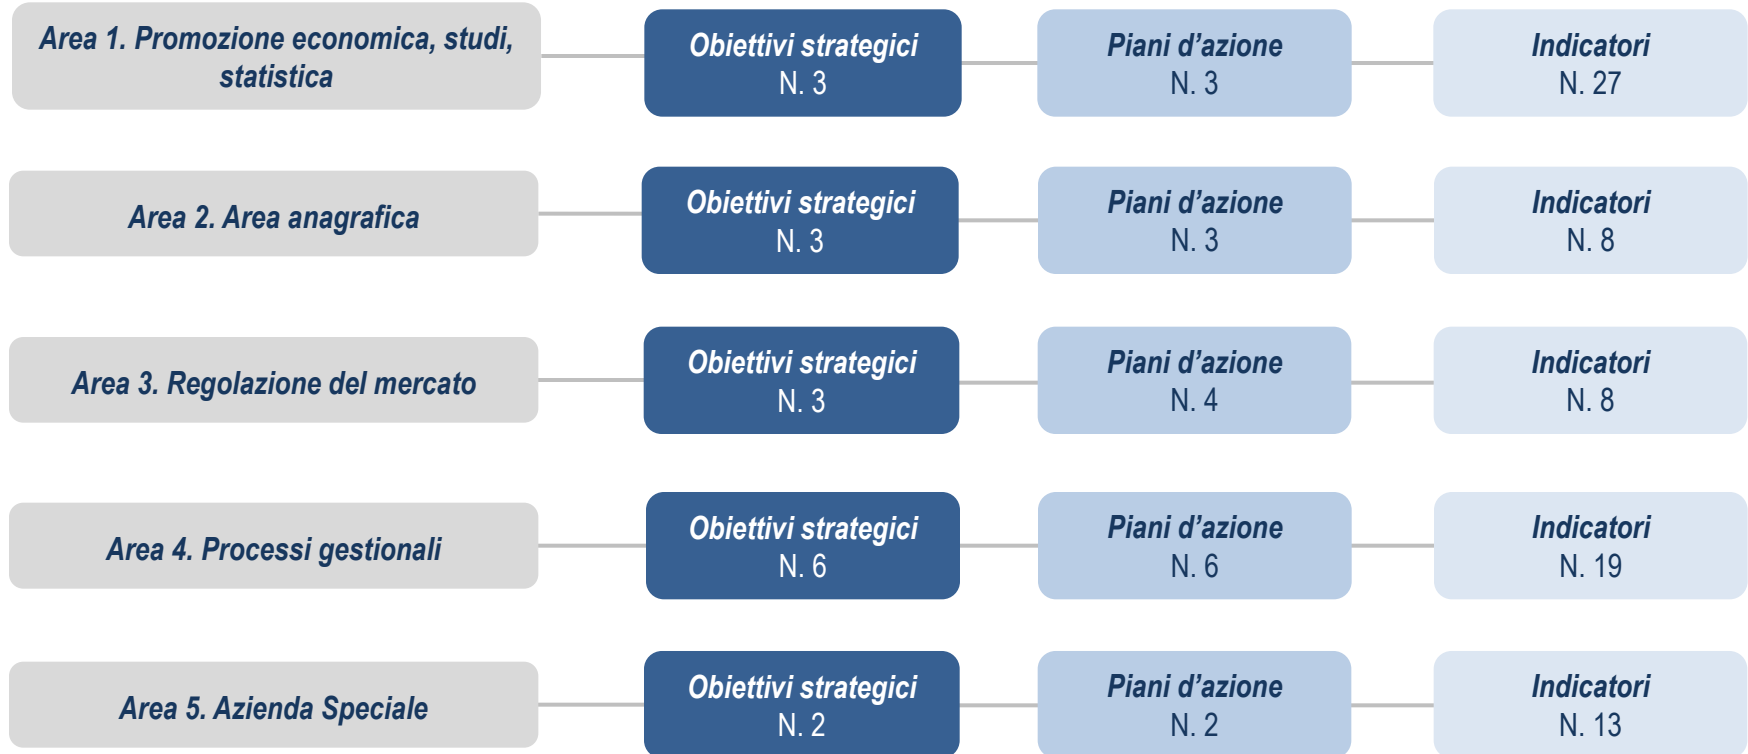 Area 1. Promozione economica, studi,
statistica
Obiettivi strategici
N. 3
Piani d’azione
N. 3
Indicatori
N. 27
Area 2. Area anagrafica
Obiettivi strategici
N. 3
Piani d’azione
N. 3
Indicatori
N. 8
Area 3. Regolazione del mercato
Obiettivi strategici
N. 3
Piani d’azione
N. 4
Indicatori
N. 8
Area 4. Processi gestionali
Obiettivi strategici
N. 6
Piani d’azione
N. 6
Indicatori
N. 19
Area 5. Azienda Speciale
Obiettivi strategici
N. 2
Piani d’azione
N. 2
Indicatori
N. 13